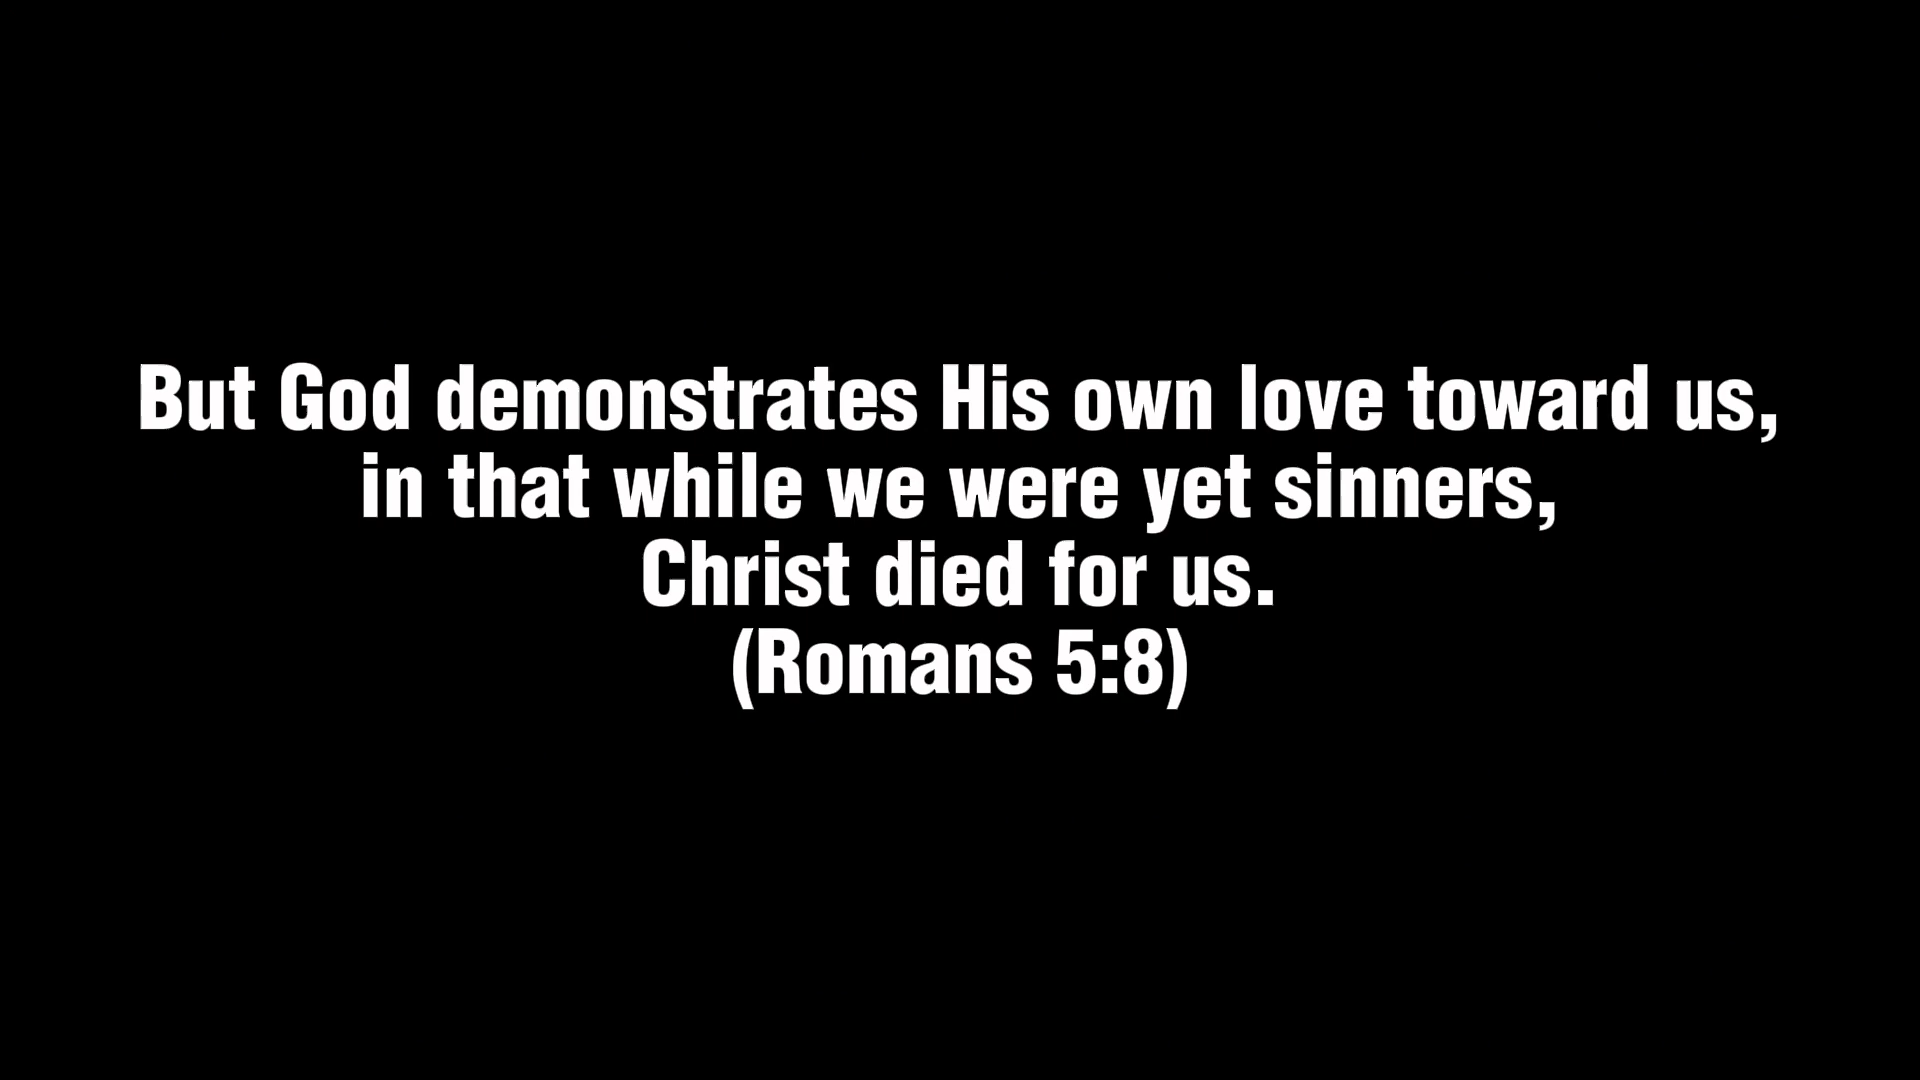 But God demonstrates His own love toward us,
in that while we were yet sinners,
Christ died for us.
(Romans 5:8)